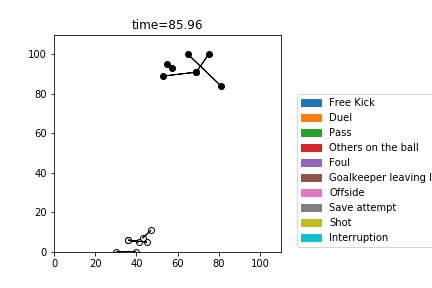 time=85.96
100
80
60
40
20
0
0 20 40 60 80 100
Free Kick
Duel
Pass
Others on the ball
Foul
Goalkeeper leaving l
Offside
Save attempt
Shot
Interruption